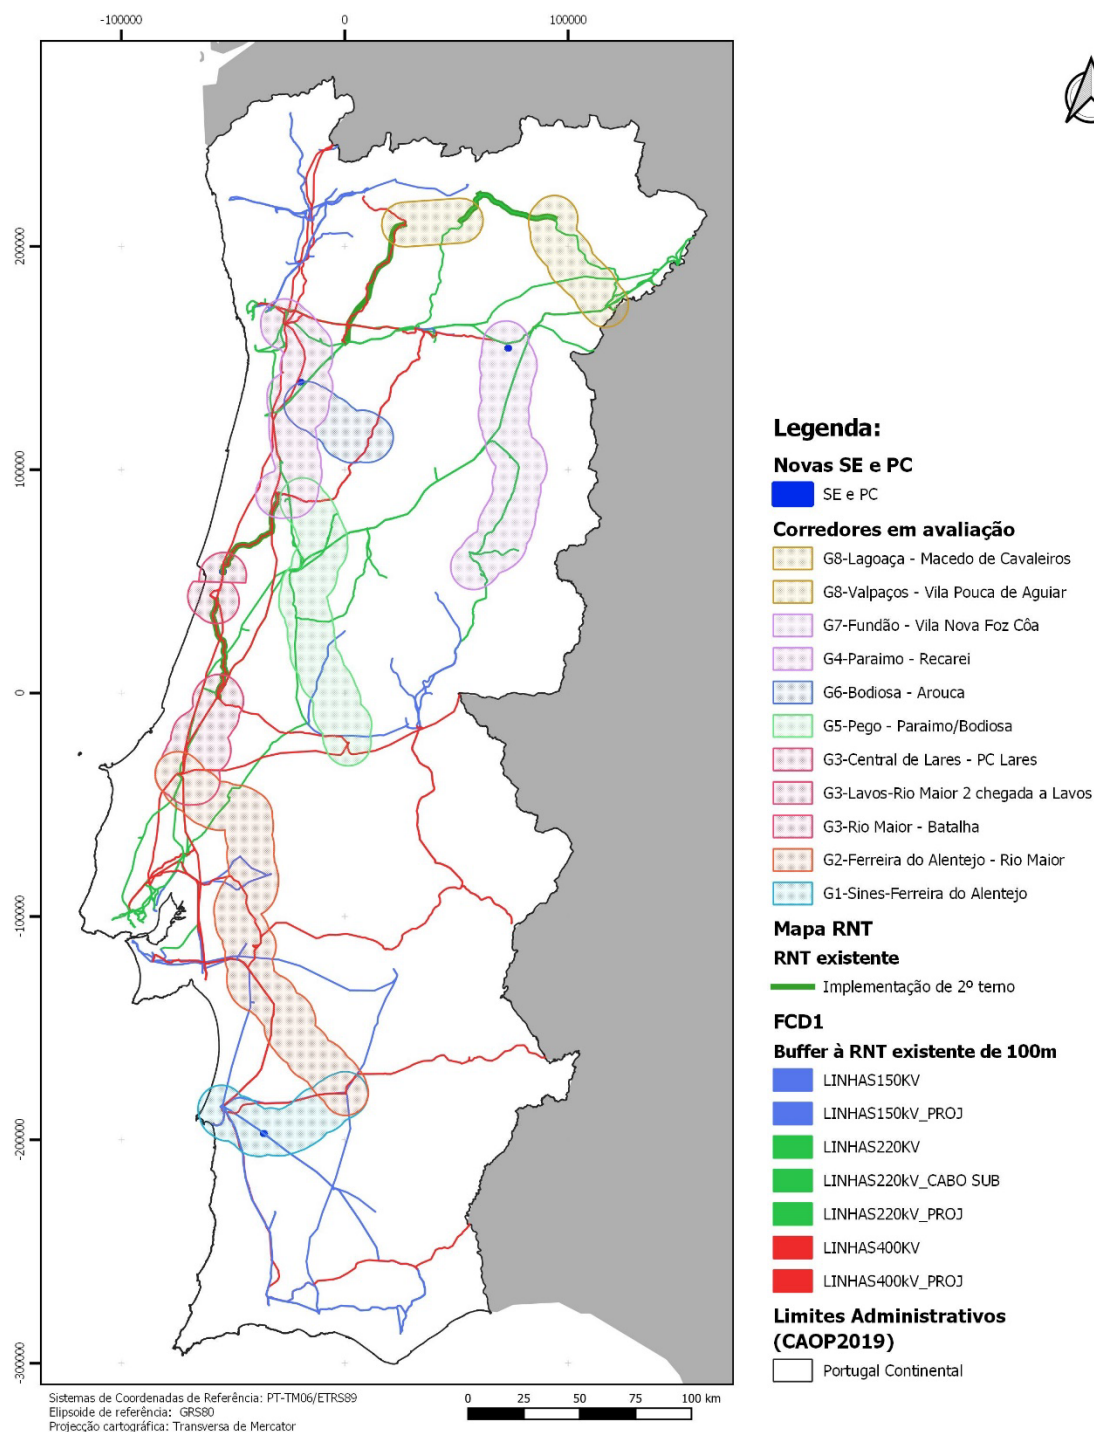 -100000
0
100000
200000
100000
0
-100000
-200000
-300000
Legenda:
Novas SE e PC
SE e PC
Corredores em avaliação
G8-Lagoaça - Macedo de Cavaleiros
G8-Valpaços - Vila Pouca de Aguiar
G7-Fundão - Vila Nova Foz Côa
G4-Paraimo - Recarei
G6-Bodiosa - Arouca
G5-Pego - Paraimo/Bodiosa
G3-Central de Lares - PC Lares
G3-Lavos-Rio Maior 2 chegada a Lavos
G3-Rio Maior - Batalha
G2-Ferreira do Alentejo - Rio Maior
G1-Sines-Ferreira do Alentejo
Mapa RNT
RNT existente
Implementação de 2º terno
FCD1
Buffer à RNT existente de 100m
LINHAS150KV
LINHAS150kV_PROJ
LINHAS220KV
LINHAS220kV_CABO SUB
LINHAS220kV_PROJ
LINHAS400KV
LINHAS400kV_PROJ
Limites Administrativos
(CAOP2019)
Portugal Continental
Sistemas de Coordenadas de Referência: PT-TM06/ETRS89
Elipsoide de referência: GRS80
Projecção cartográfica: Transversa de Mercator
0 25 50 75 100 km